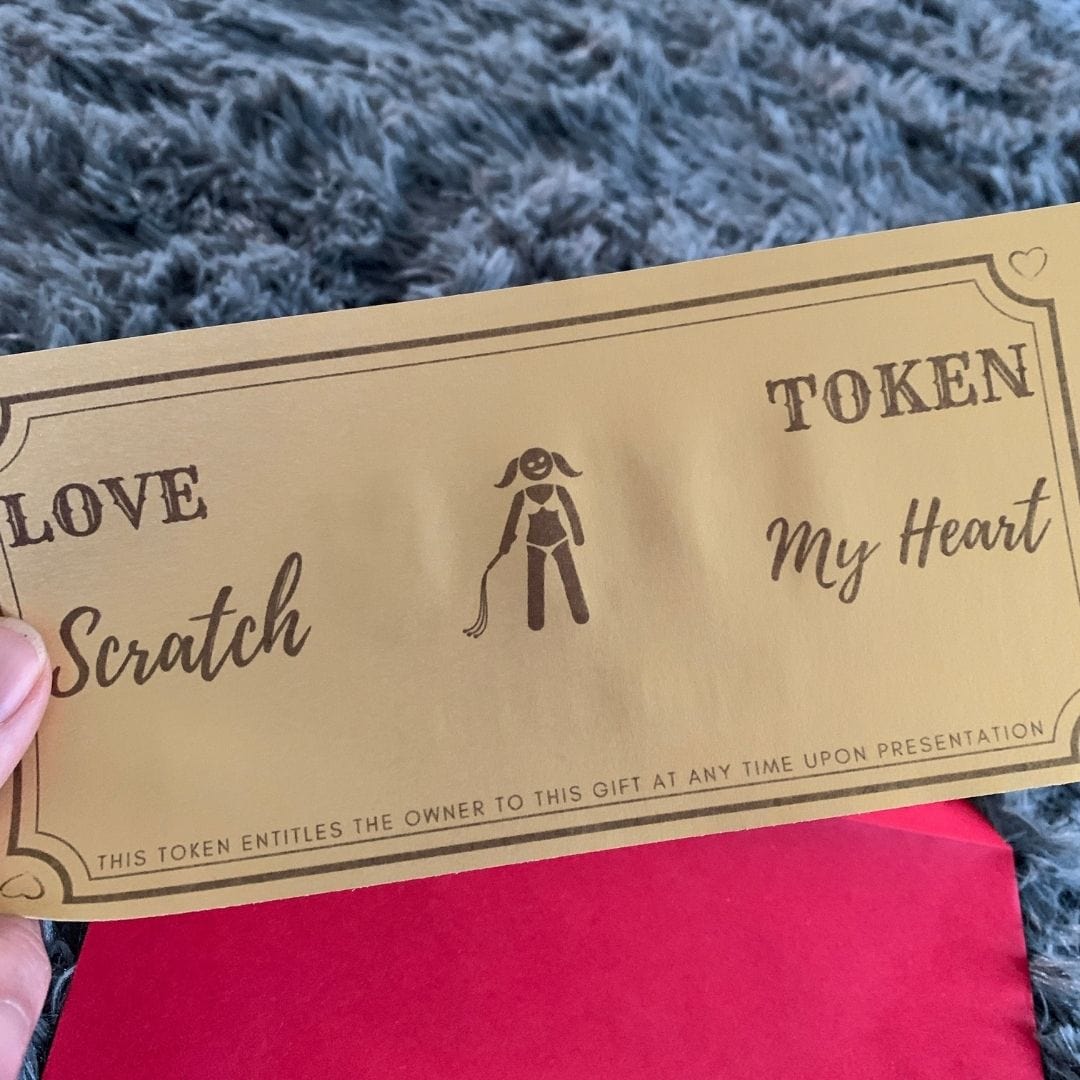 LOVE TOKEN
Scratch My Heart
THIS TOKEN ENTITLES THE OWNER TO THIS GIFT AT ANY TIME UPON PRESENTATION